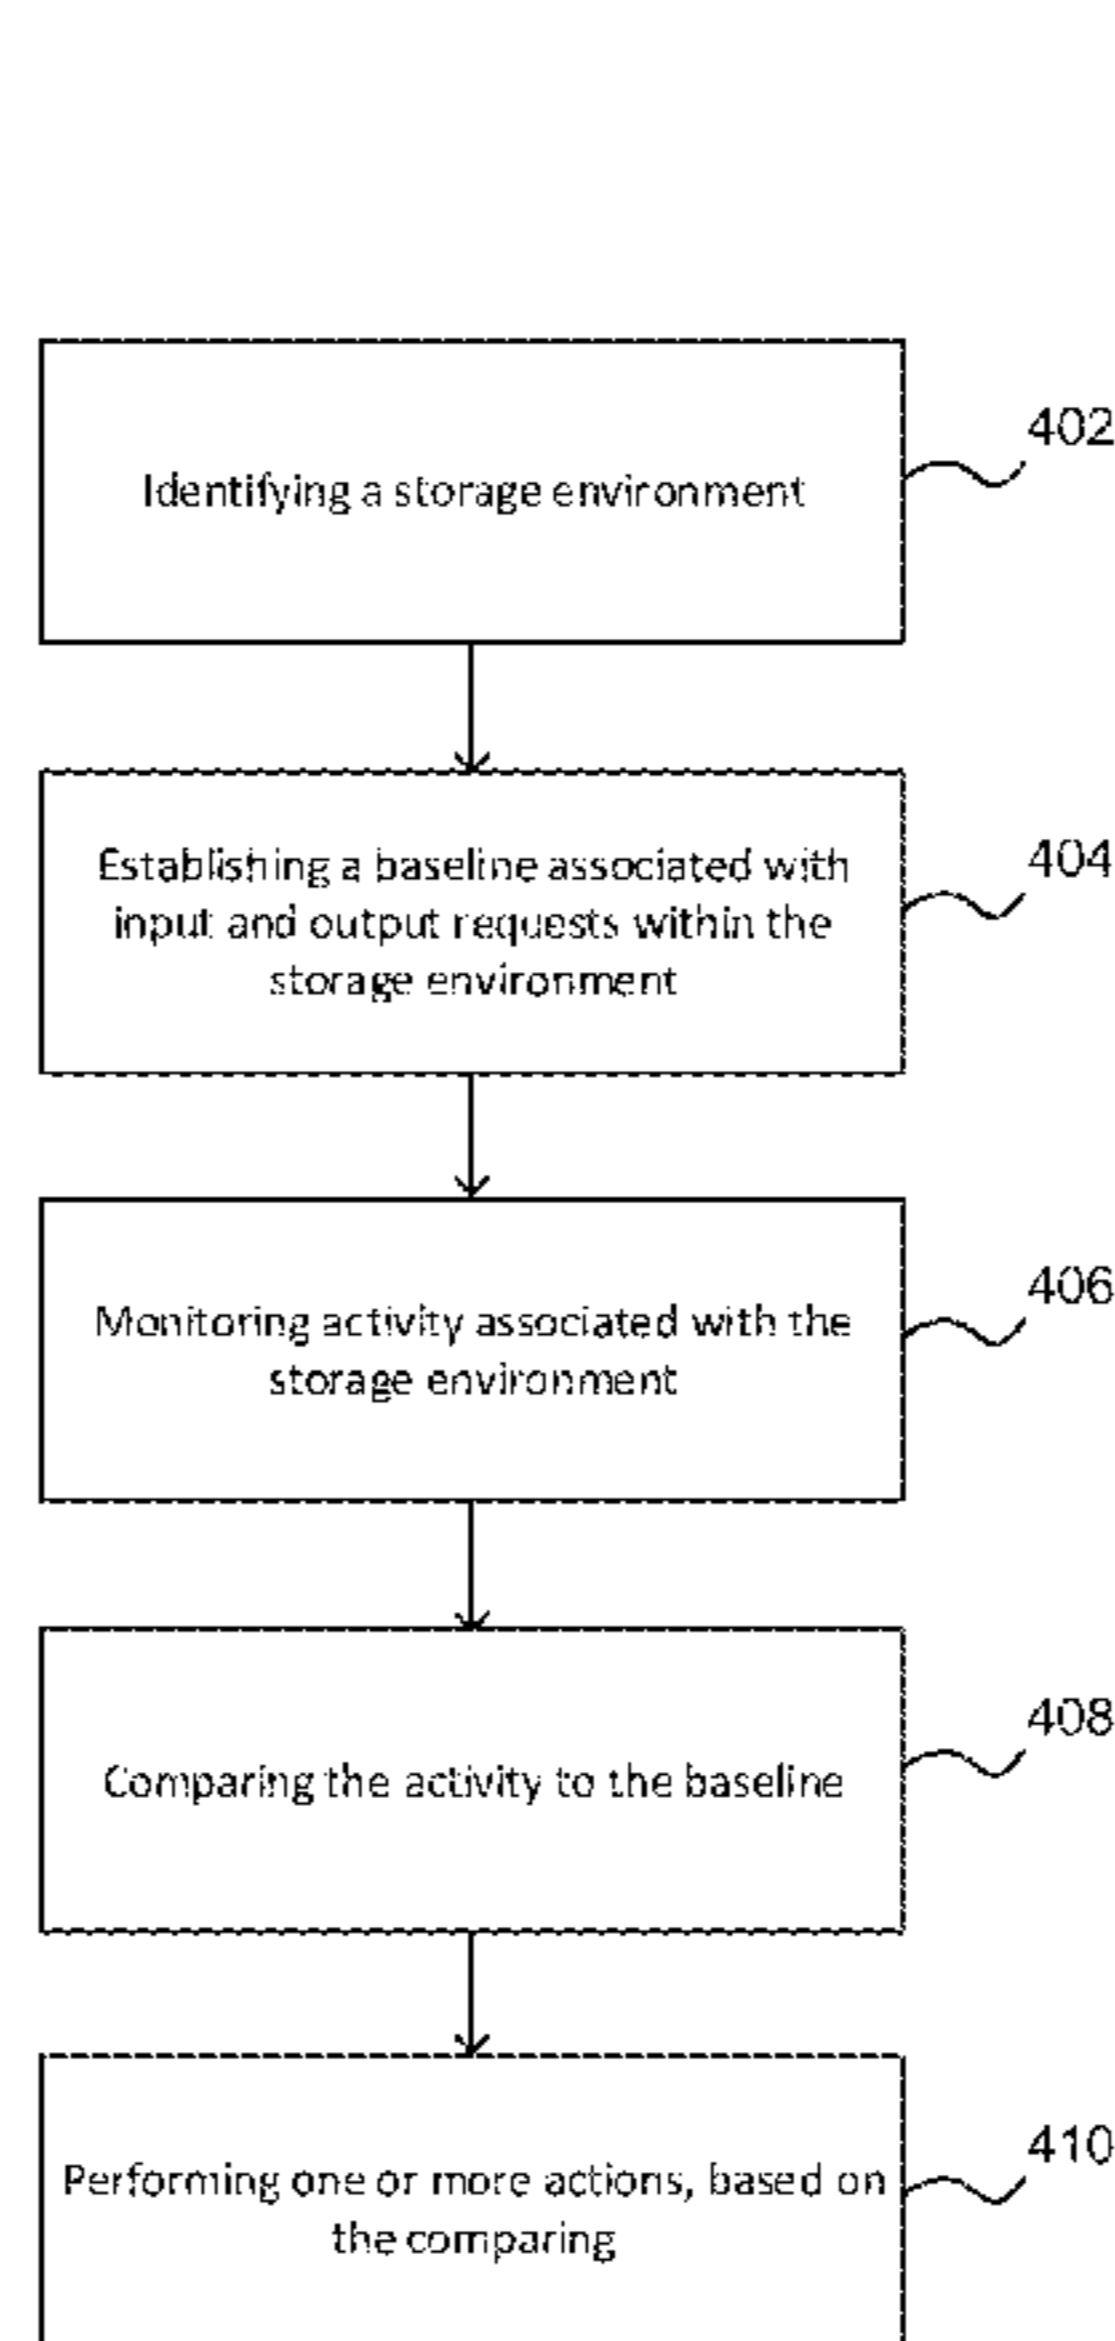 402
Identifying a storage environment
404
Establishing a baseline associated with
input and output requests within the
storage environment
406
Monitoring activity associated with the
storage environment
408
Comparing the activity to the baseline
410
Performing one or more actions, based on
the comparing